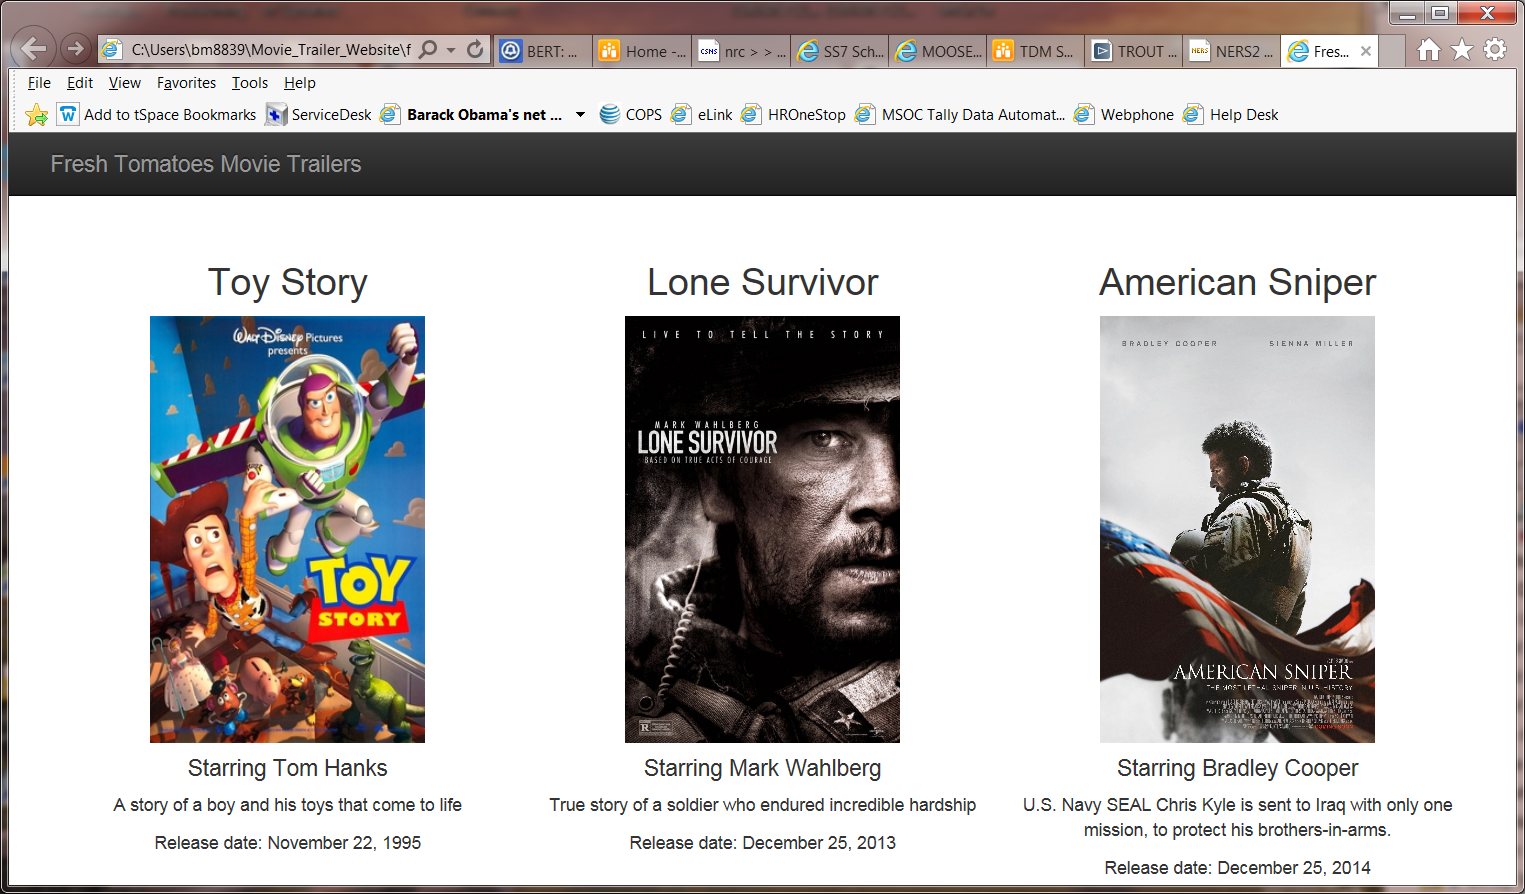 C:\Users\bm8839\Movie_Trailer_Website\f
BERT: ...
Home -...
nrc > > ...
SS7 Sch...
MOOSE...
TDM S...
TROUT ...
NERS2 ...
Fres...
File Edit View Favorites Tools Help
Add to tSpace Bookmarks ServiceDesk Barack Obama's net ... COPS eLink HROneStop MSOC Tally Data Automat... Webphone Help Desk
Fresh Tomatoes Movie Trailers
Toy Story
WALT DISNEY Pictures
presents
TOY
STORY
Starring Tom Hanks
A story of a boy and his toys that come to life
Release date: November 22, 1995
Lone Survivor
LIVE TO TELL THE STORY
MARK WAHLBERG
LONE SURVIVOR
BASED ON TRUE ACTS OF COURAGE
R
Starring Mark Wahlberg
True story of a soldier who endured incredible hardship
Release date: December 25, 2013
American Sniper
BRADLEY COOPER SIENNA MILLER
AMERICAN SNIPER
THE MOST LETHAL SNIPER IN U.S. HISTORY
Starring Bradley Cooper
U.S. Navy SEAL Chris Kyle is sent to Iraq with only one
mission, to protect his brothers-in-arms.
Release date: December 25, 2014